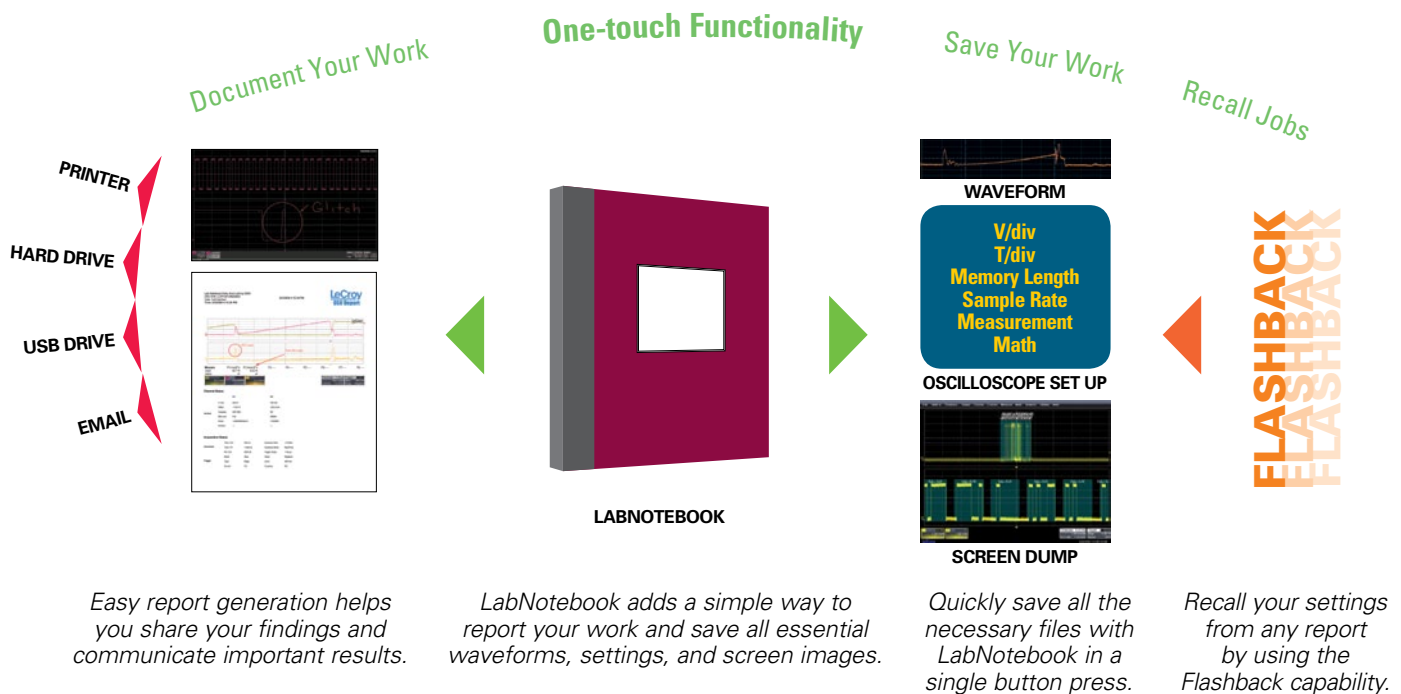 One-touch Functionality
Document Your Work
Save Your Work
Recall Jobs
PRINTER
HARD DRIVE
USB DRIVE
EMAIL
Glitch
LeCroy
LABNOTEBOOK
WAVEFORM
V/div
T/div
Memory Length
Sample Rate
Measurement
Math
OSCILLOSCOPE SET UP
SCREEN DUMP
FLASHBACK
FLASHBACK
FLASHBACK
Easy report generation helps
you share your findings and
communicate important results.
LabNotebook adds a simple way to
report your work and save all essential
waveforms, settings, and screen images.
Quickly save all the
necessary files with
LabNotebook in a
single button press.
Recall your settings
from any report
by using the
Flashback capability.